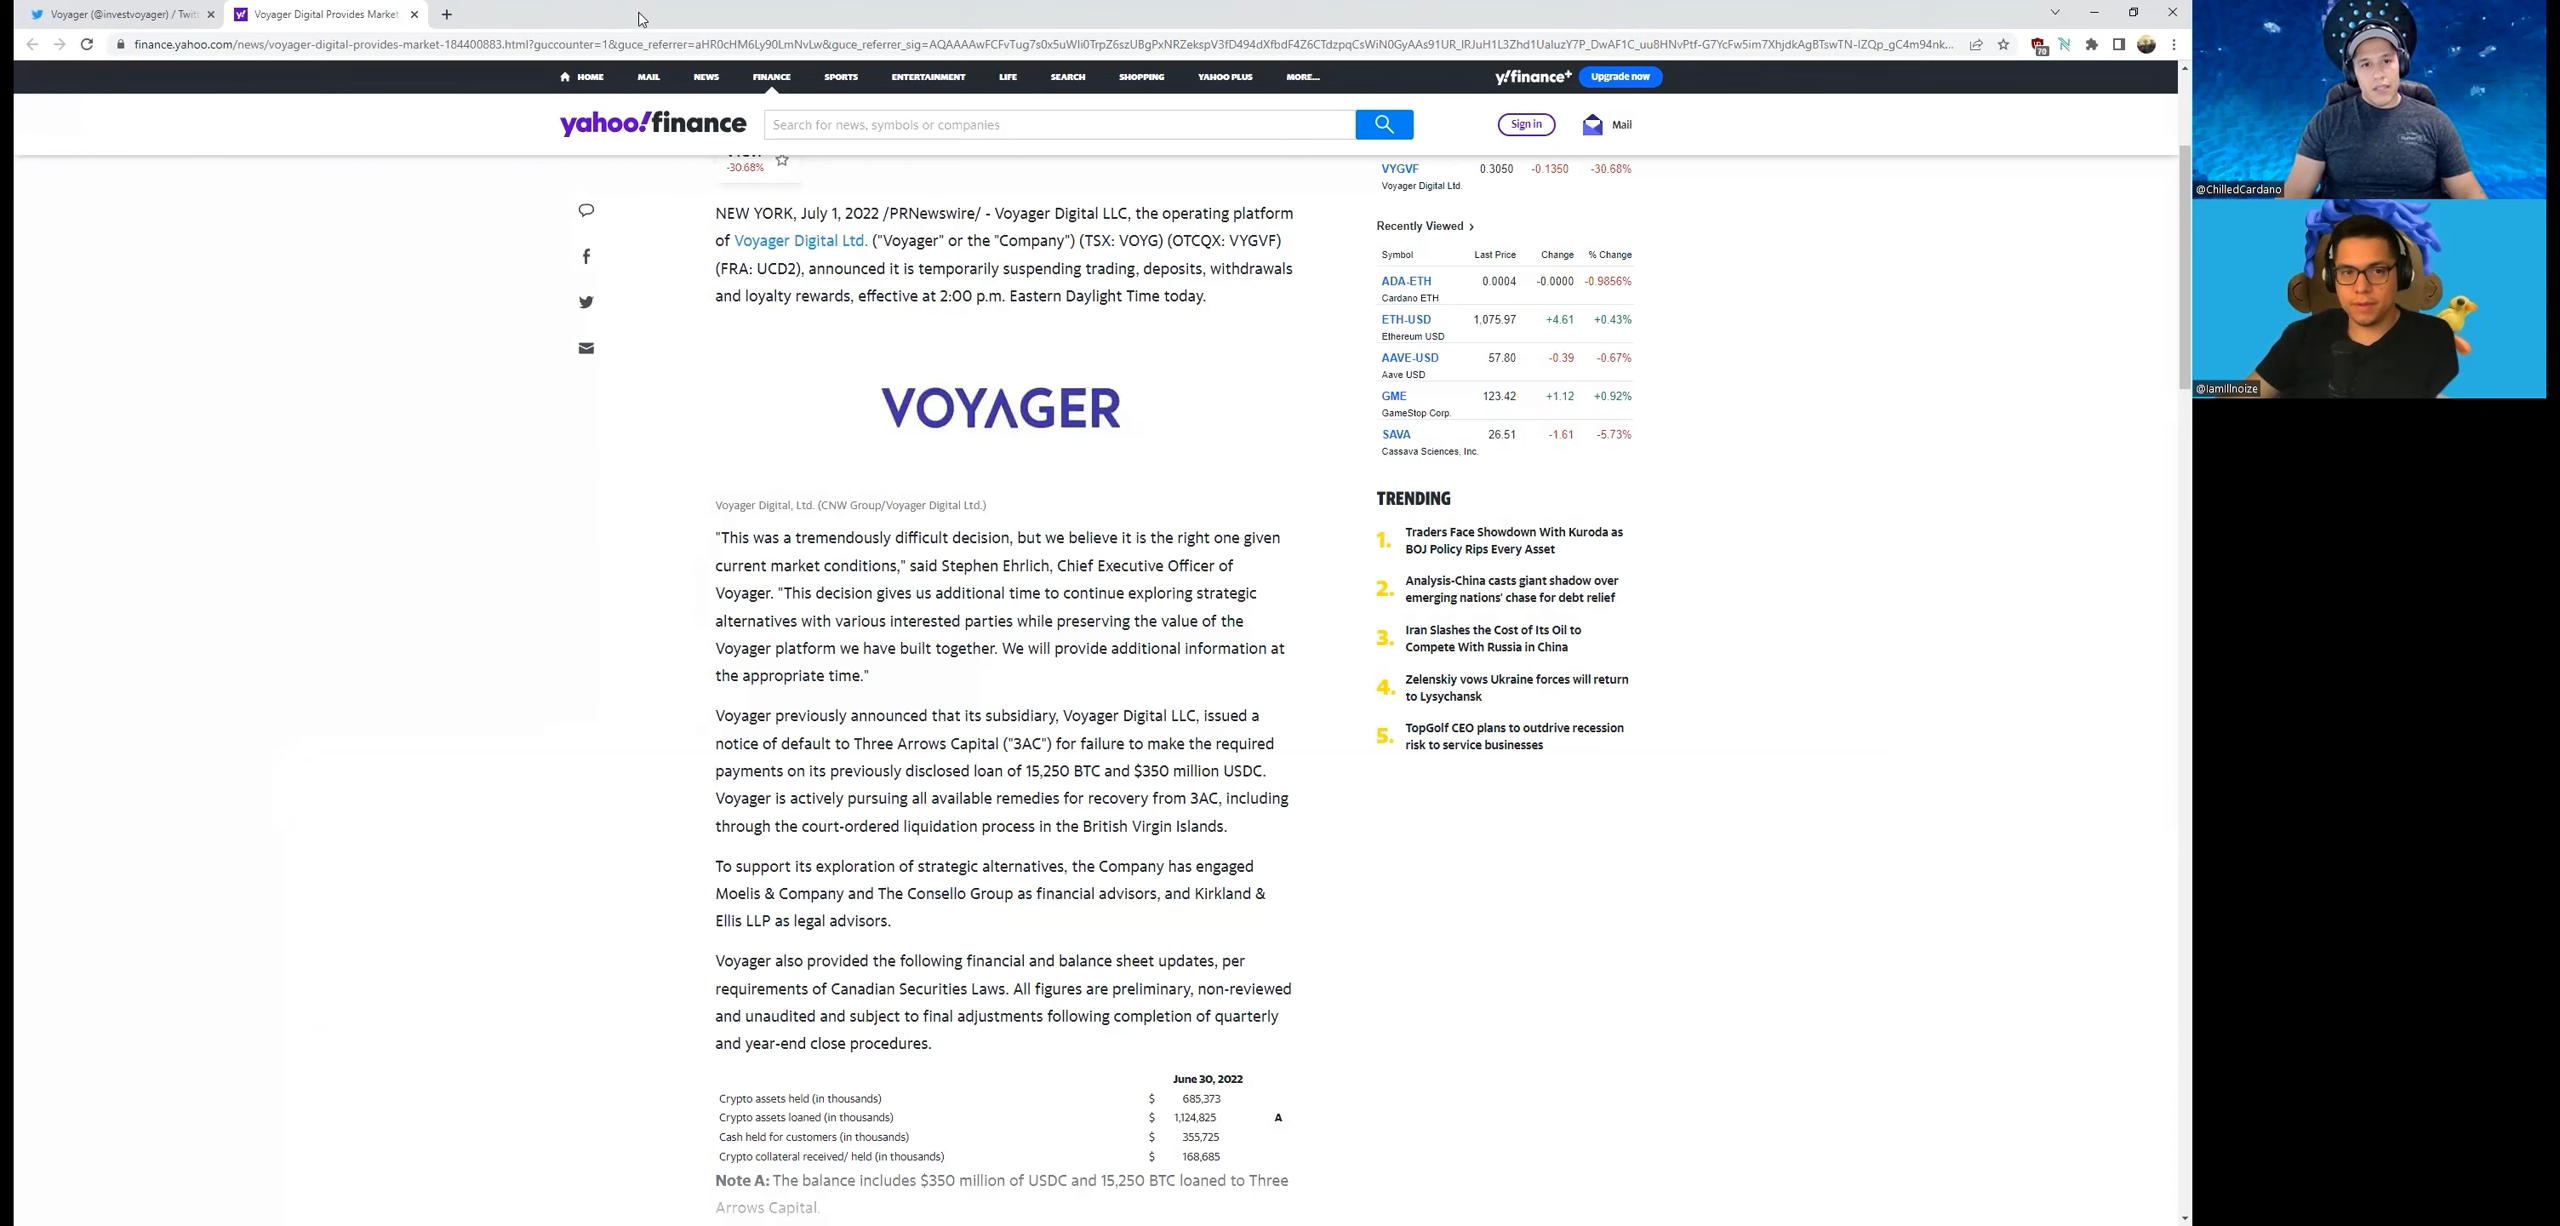 Voyager (@investvoyager) / Twit
Voyager Digital Provides Market
finance.yahoo.com/news/voyager-digital-provides-market-184400883.html?guccounter=1&guce_referrer=
70
HOME MAIL NEWS FINANCE SPORTS ENTERTAINMENT LIFE SEARCH SHOPPING YAHOO PLUS MORE...
y!finance+ Upgrade now
yahoo!finance
Search for news, symbols or companies
Sign in Mail
-30.68%
NEW YORK, July 1, 2022 /PRNewswire/ - Voyager Digital LLC, the operating platform
of Voyager Digital Ltd. ("Voyager" or the "Company") (TSX: VOYG) (OTCQX: VYGVF)
(FRA: UCD2), announced it is temporarily suspending trading, deposits, withdrawals
and loyalty rewards, effective at 2:00 p.m. Eastern Daylight Time today.
VOYAGER
Voyager Digital, Ltd. (CNW Group/Voyager Digital Ltd.)
"This was a tremendously difficult decision, but we believe it is the right one given
current market conditions," said Stephen Ehrlich, Chief Executive Officer of
Voyager. "This decision gives us additional time to continue exploring strategic
alternatives with various interested parties while preserving the value of the
Voyager platform we have built together. We will provide additional information at
the appropriate time."
Voyager previously announced that its subsidiary, Voyager Digital LLC, issued a
notice of default to Three Arrows Capital ("3AC") for failure to make the required
payments on its previously disclosed loan of 15,250 BTC and $350 million USDC.
Voyager is actively pursuing all available remedies for recovery from 3AC, including
through the court-ordered liquidation process in the British Virgin Islands.
To support its exploration of strategic alternatives, the Company has engaged
Moelis & Company and The Consello Group as financial advisors, and Kirkland &
Ellis LLP as legal advisors.
Voyager also provided the following financial and balance sheet updates, per
requirements of Canadian Securities Laws. All figures are preliminary, non-reviewed
and unaudited and subject to final adjustments following completion of quarterly
and year-end close procedures.
June 30, 2022
Crypto assets held (in thousands) $ 685,373
Crypto assets loaned (in thousands) $ 1,124,825 A
Cash held for customers (in thousands) $ 355,725
Crypto collateral received/ held (in thousands) $ 168,685
Note A: The balance includes $350 million of USDC and 15,250 BTC loaned to Three
Arrows Capital.
VYGVF 0.3050 -0.1350 -30.68%
Voyager Digital Ltd.
Recently Viewed >
Symbol Last Price Change % Change
ADA-ETH 0.0004 -0.0000 -0.9856%
Cardano ETH
ETH-USD 1,075.97 +4.61 +0.43%
Ethereum USD
AAVE-USD 57.80 -0.39 -0.67%
Aave USD
GME 123.42 +1.12 +0.92%
GameStop Corp.
SAVA 26.51 -1.61 -5.73%
Cassava Sciences, Inc.
TRENDING
1. Traders Face Showdown With Kuroda as
BOJ Policy Rips Every Asset
2. Analysis-China casts giant shadow over
emerging nations' chase for debt relief
3. Iran Slashes the Cost of Its Oil to
Compete With Russia in China
4. Zelenskiy vows Ukraine forces will return
to Lysychansk
5. TopGolf CEO plans to outdrive recession
risk to service businesses
@ChilledCardano
@IamIllnoize